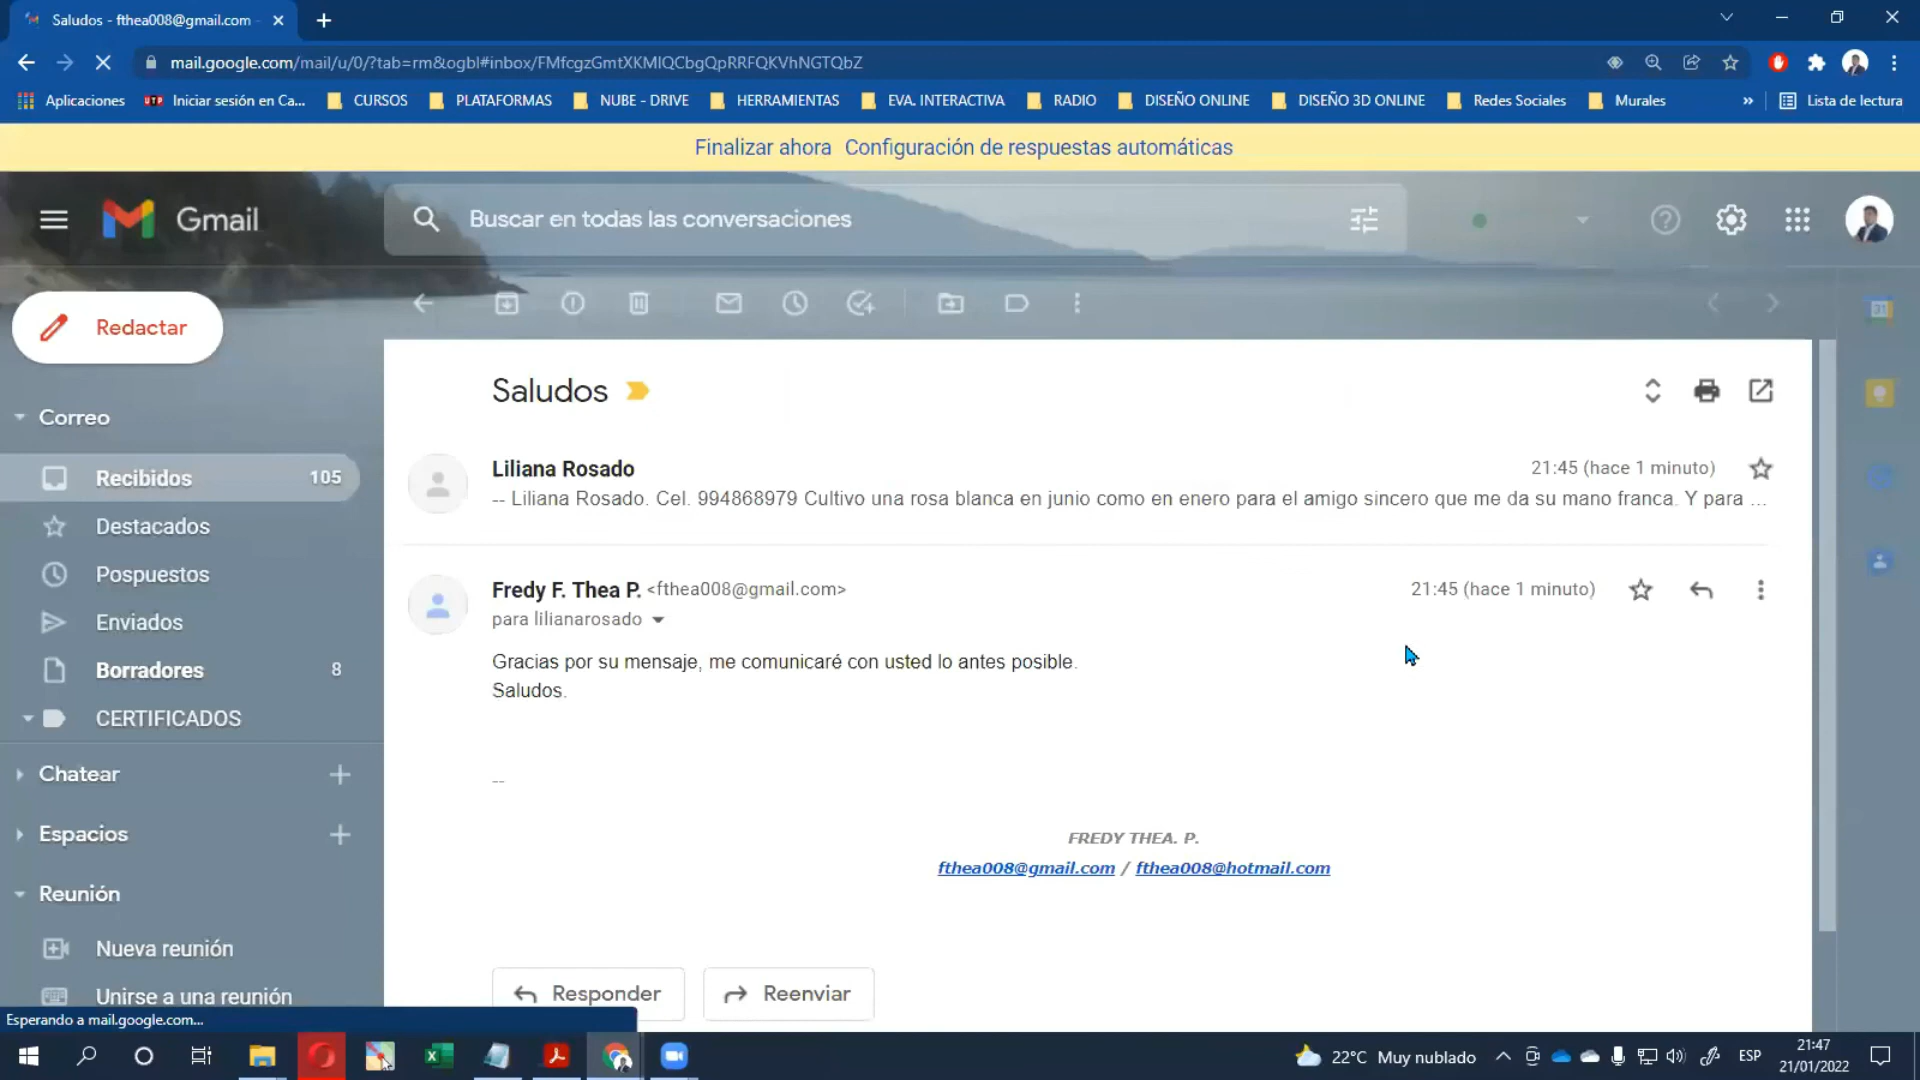 Saludos - fthea008@gmail.com
mail.google.com/mail/u/0/?tab=rm&ogbl#inbox/FMfcgzGmtXKMlQCbgQpRRFQKVhNGTQbZ
Aplicaciones
UTP Iniciar sesión en Ca...
CURSOS
PLATAFORMAS
NUBE - DRIVE
HERRAMIENTAS
EVA. INTERACTIVA
RADIO
DISEÑO ONLINE
DISEÑO 3D ONLINE
Redes Sociales
Murales
»
Lista de lectura
Finalizar ahora Configuración de respuestas automáticas
Gmail
Buscar en todas las conversaciones
Redactar
Correo
Recibidos 105
Destacados
Pospuestos
Enviados
Borradores 8
CERTIFICADOS
Chatear
Espacios
Reunión
Nueva reunión
Unirse a una reunión
Saludos
Liliana Rosado
21:45 (hace 1 minuto)
-- Liliana Rosado. Cel. 994868979 Cultivo una rosa blanca en junio como en enero para el amigo sincero que me da su mano franca. Y para ...
Fredy F. Thea P. <fthea008@gmail.com>
21:45 (hace 1 minuto)
para lilianarosado
Gracias por su mensaje, me comunicaré con usted lo antes posible.
Saludos.
--
FREDY THEA. P.
fthea008@gmail.com / fthea008@hotmail.com
Responder
Reenviar
31
Esperando a mail.google.com...
22°C Muy nublado
ESP
21:47
21/01/2022